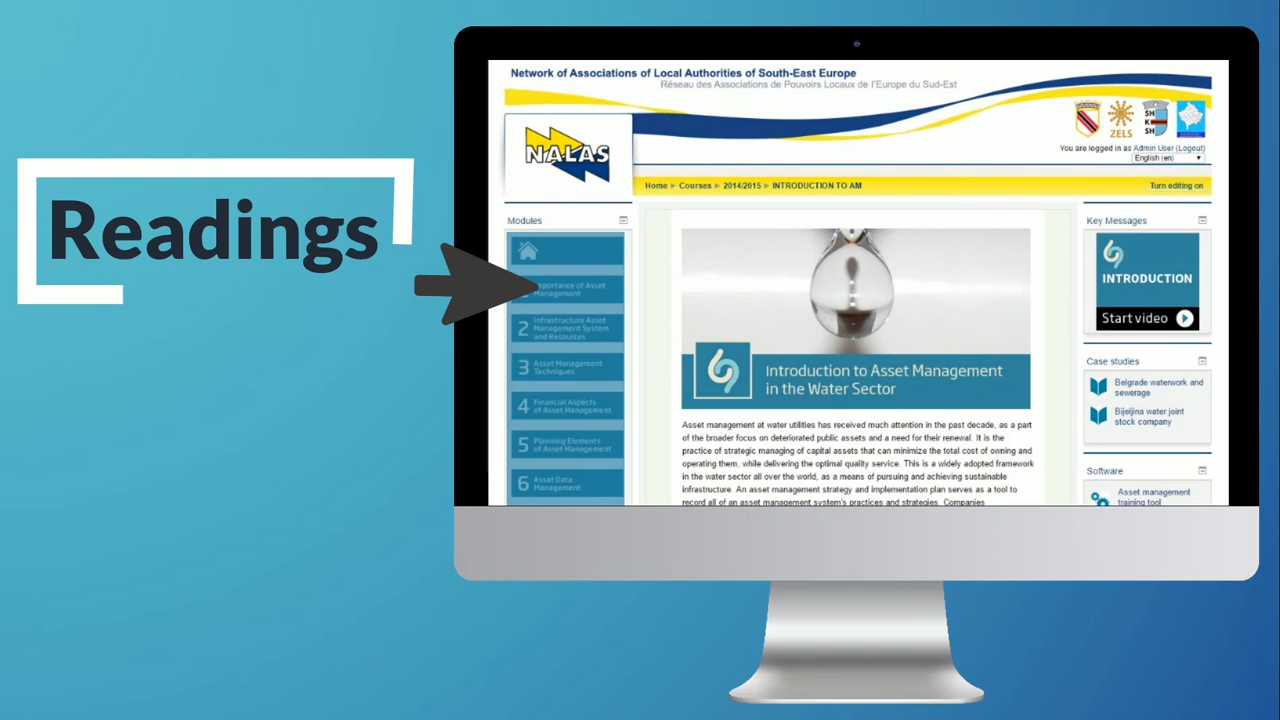 Readings
Network of Associations of Local Authorities of South-East Europe
Réseau des Associations de Pouvoirs Locaux de l'Europe du Sud-Est
NALAS
ZELS
SH
K
SH
You are logged in as Admin User (Logout)
English (en)
Home ► Courses ► 2014/2015 ► INTRODUCTION TO AM
Turn editing on
Modules
Importance of Asset
Management
2 Infrastructure Asset
Management System
and Resources
3 Asset Management
Techniques
4 Financial Aspects
of Asset Management
5 Planning Elements
of Asset Management
6 Asset Data
Management
Introduction to Asset Management
in the Water Sector
Asset management at water utilities has received much attention in the past decade, as a part
of the broader focus on deteriorated public assets and a need for their renewal. It is the
practice of strategic managing of capital assets that can minimize the total cost of owning and
operating them, while delivering the optimal quality service. This is a widely adopted framework
in the water sector all over the world, as a means of pursuing and achieving sustainable
infrastructure. An asset management strategy and implementation plan serves as a tool to
record all of an asset management system's practices and strategies. Companies
Key Messages
INTRODUCTION
Start video
Case studies
Belgrade waterwork and
sewerage
Bijeljina water joint
stock company
Software
Asset management
training tool